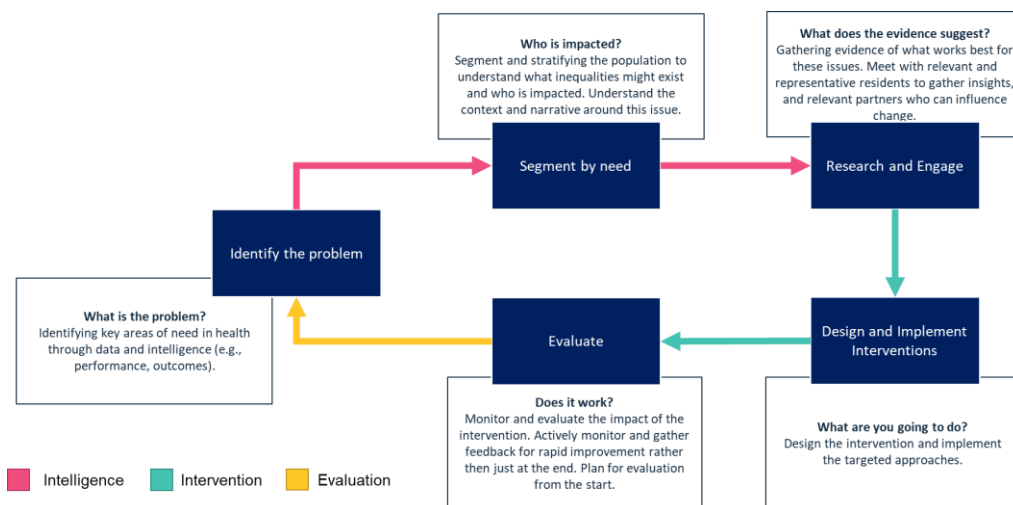 Who is impacted?
Segment and stratifying the population to
understand what inequalities might exist
and who is impacted. Understand the
context and narrative around this issue.
Segment by need
What does the evidence suggest?
Gathering evidence of what works best for
these issues. Meet with relevant and
representative residents to gather insights,
and relevant partners who can influence
change.
Research and Engage
Identify the problem
What is the problem?
Identifying key areas of need in health
through data and intelligence (e.g.,
performance, outcomes).
Evaluate
Does it work?
Monitor and evaluate the impact of the
intervention. Actively monitor and gather
feedback for rapid improvement rather
then just at the end. Plan for evaluation
from the start.
Design and Implement
Interventions
What are you going to do?
Design the intervention and implement
the targeted approaches.
Intelligence
Intervention
Evaluation